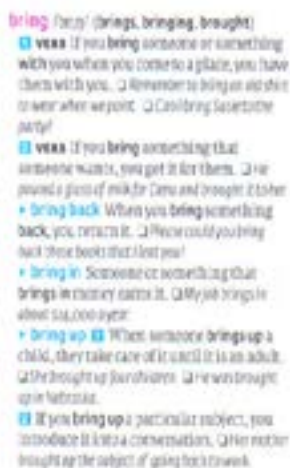 bring /brɪŋ/ (brings, bringing, brought)
1 VERB If you bring someone or something
with you when you come to a place, you have
them with you. ❑ Remember to bring an old shirt
to wear when we paint. ❑ Can I bring Susie to the
party?
2 VERB If you bring something that
someone wants, you get it for them. ❑ He
poured a glass of milk for Dena and brought it to her.
▸ bring back When you bring something
back, you return it. ❑ Please could you bring
back those books that I lent you?
▸ bring in Someone or something that
brings in money earns it. ❑ My job brings in
about $24,000 a year.
▸ bring up 1 When someone brings up a
child, they take care of it until it is an adult.
❑ She brought up four children. ❑ He was brought
up in Nebraska.
2 If you bring up a particular subject, you
introduce it into a conversation. ❑ Her mother
brought up the subject of going back to work.